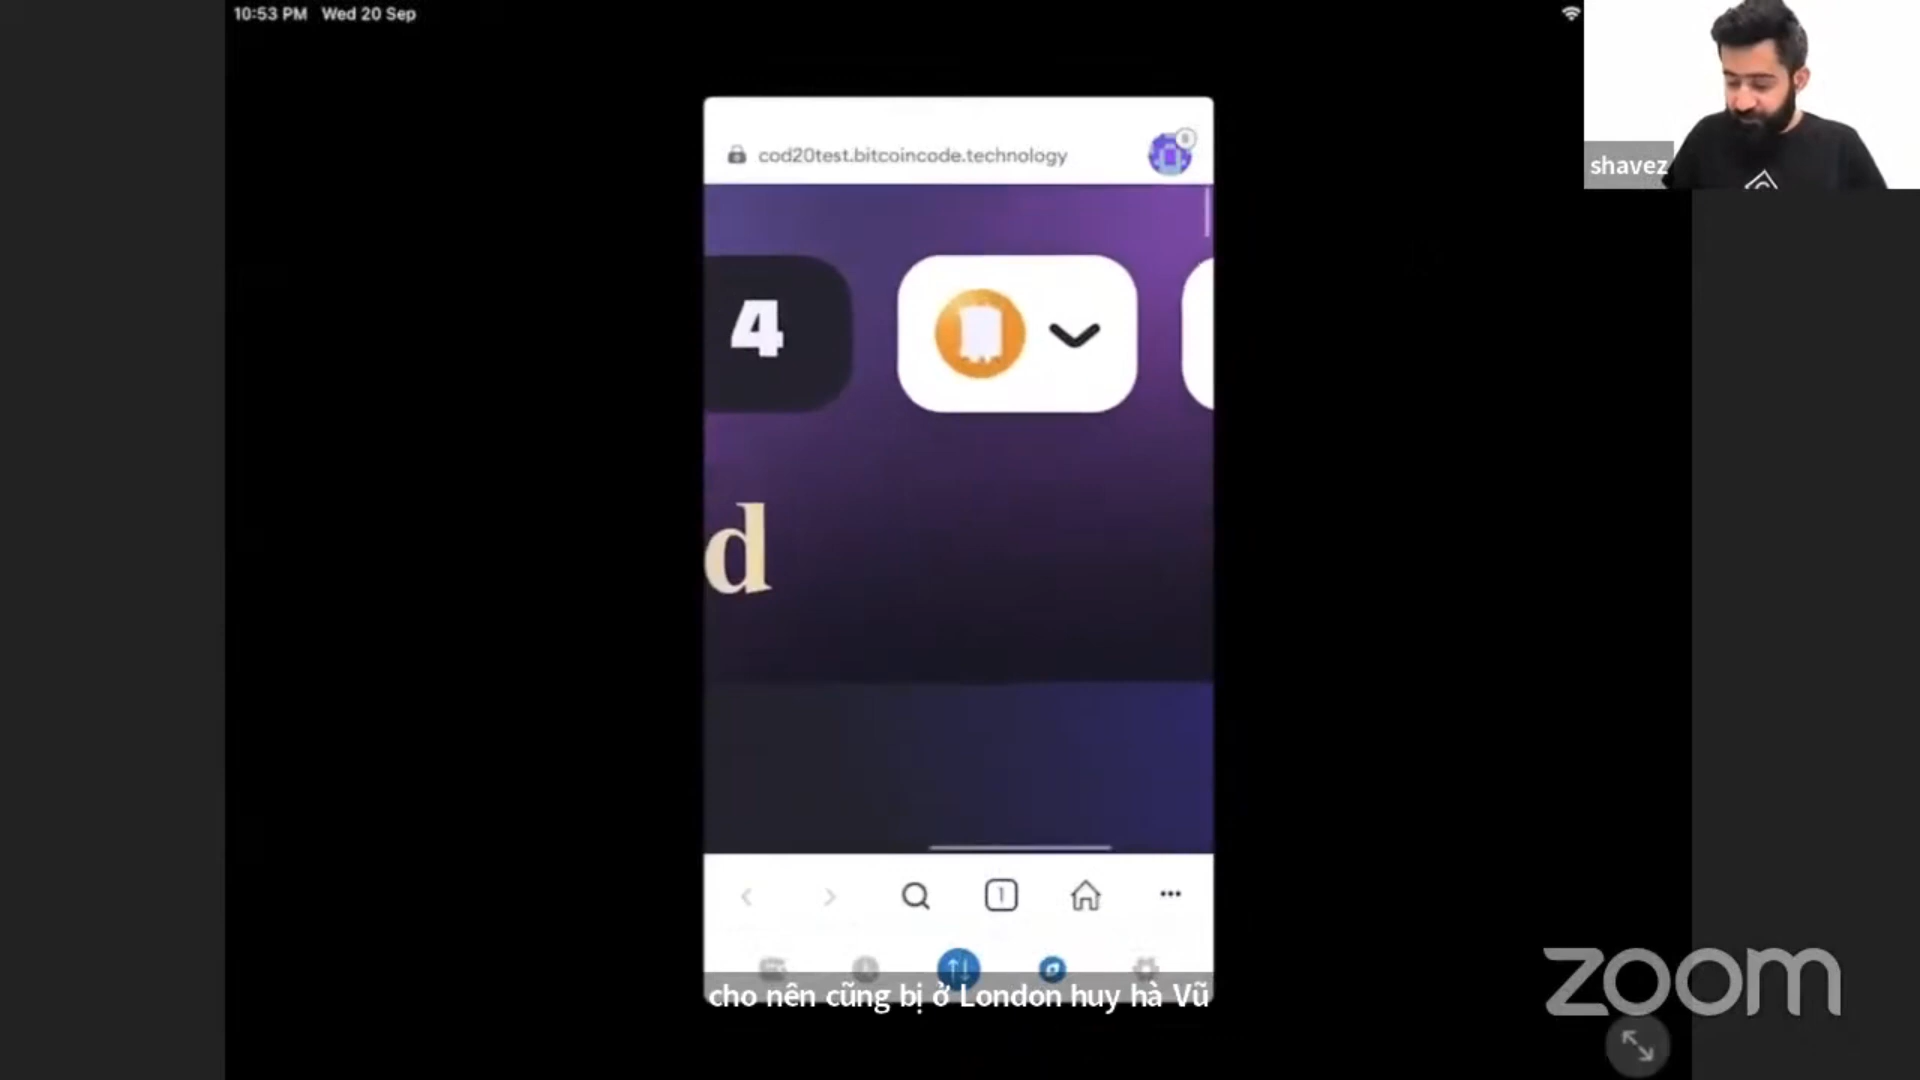 10:53 PM Wed 20 Sep
shavez
cod20test.bitcoincode.technology
4
d
1
cho nên cũng bị ở London huy hà Vũ
zoom